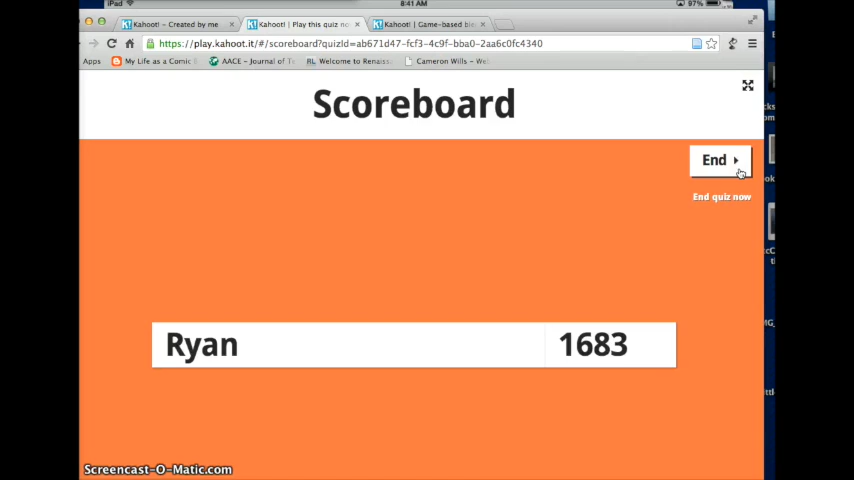 iPad
8:41 AM
97%
Kahoot! – Created by me
Kahoot! | Play this quiz no
Kahoot! | Game-based ble
https://play.kahoot.it/#/scoreboard?quizId=ab671d47-fcf3-4c9f-bba0-2aa6c0fc4340
Apps
My Life as a Comic
AACE – Journal of T
RL Welcome to Renaiss
Cameron Wills – We
Scoreboard
End
End quiz now
Ryan
1683
Screencast-O-Matic.com